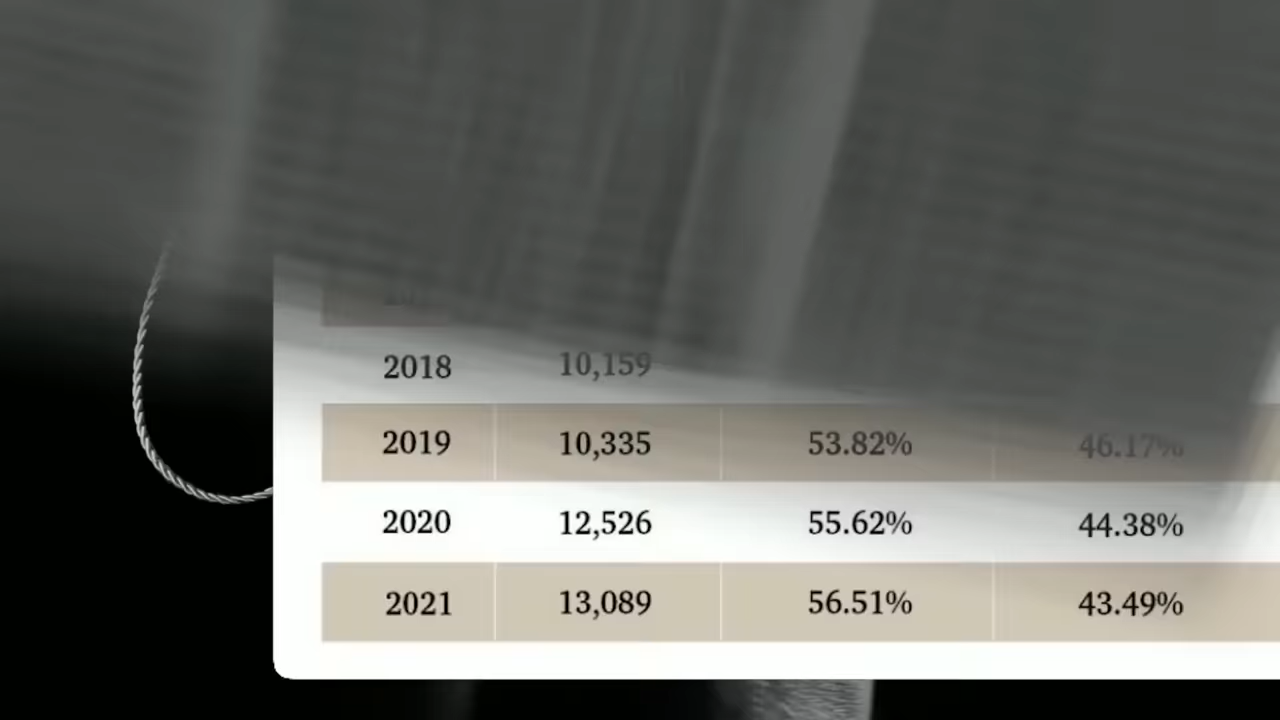 2018 10,159
2019 10,335 53.82% 46.17%
2020 12,526 55.62% 44.38%
2021 13,089 56.51% 43.49%